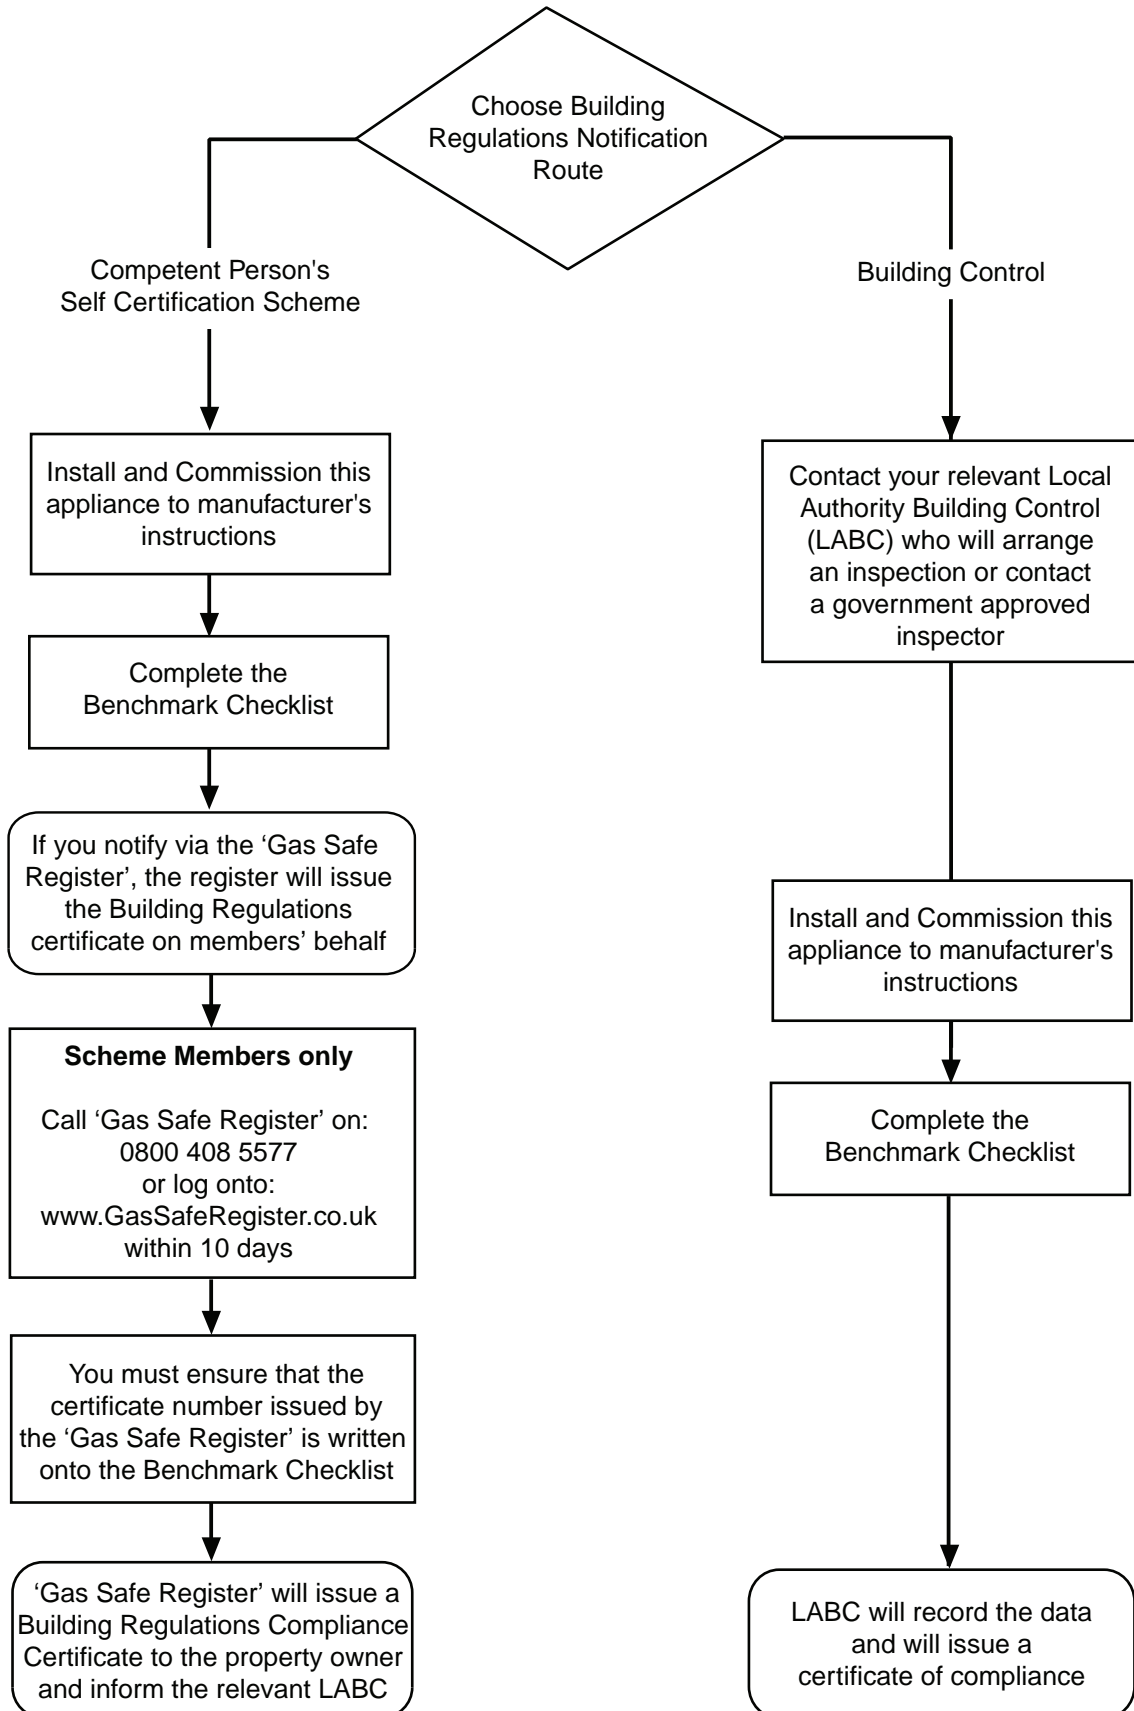 Choose Building
Regulations Notification
Route
Competent Person's
Self Certification Scheme
Building Control
Install and Commission this
appliance to manufacturer's
instructions
Complete the
Benchmark Checklist
If you notify via the ‘Gas Safe
Register’, the register will issue
the Building Regulations
certificate on members’ behalf
Scheme Members only
Call ‘Gas Safe Register’ on:
0800 408 5577
or log onto:
www.GasSafeRegister.co.uk
within 10 days
You must ensure that the
certificate number issued by
the ‘Gas Safe Register’ is written
onto the Benchmark Checklist
‘Gas Safe Register’ will issue a
Building Regulations Compliance
Certificate to the property owner
and inform the relevant LABC
Contact your relevant Local
Authority Building Control
(LABC) who will arrange
an inspection or contact
a government approved
inspector
Install and Commission this
appliance to manufacturer's
instructions
Complete the
Benchmark Checklist
LABC will record the data
and will issue a
certificate of compliance